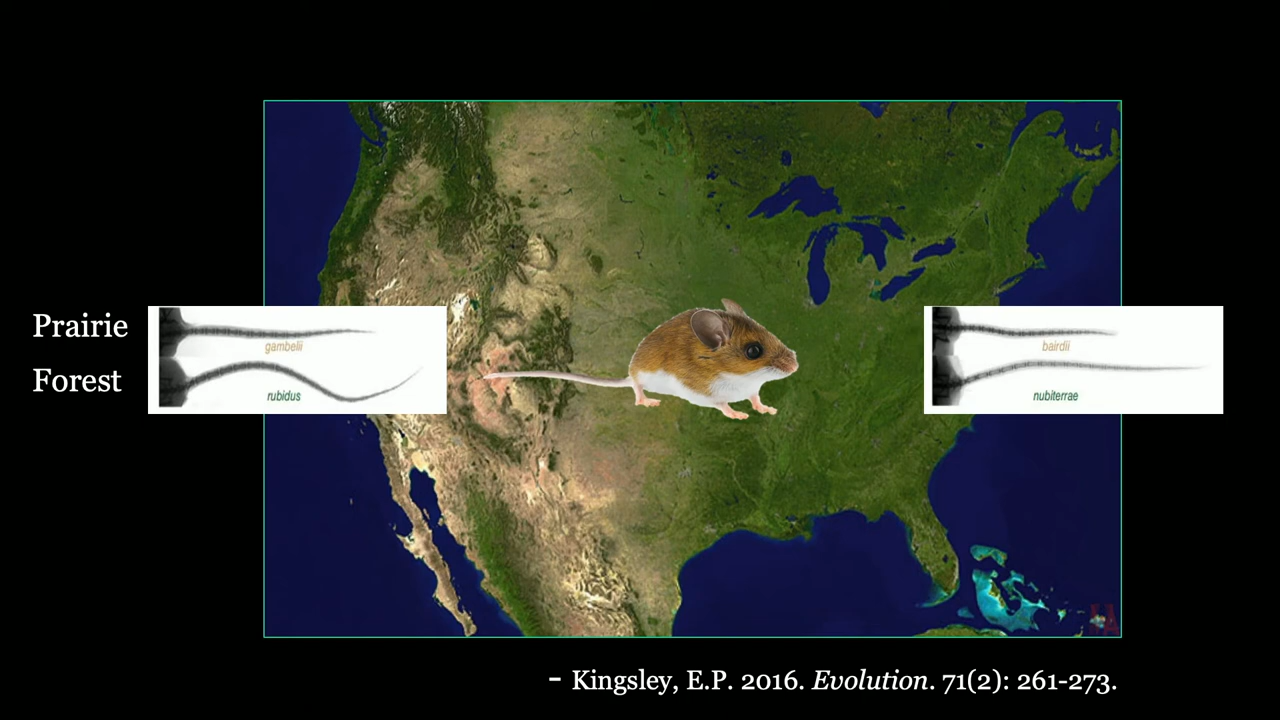 Prairie
gambelii
bairdii
Forest
rubidus
nubiterrae
- Kingsley, E.P. 2016. Evolution. 71(2): 261-273.